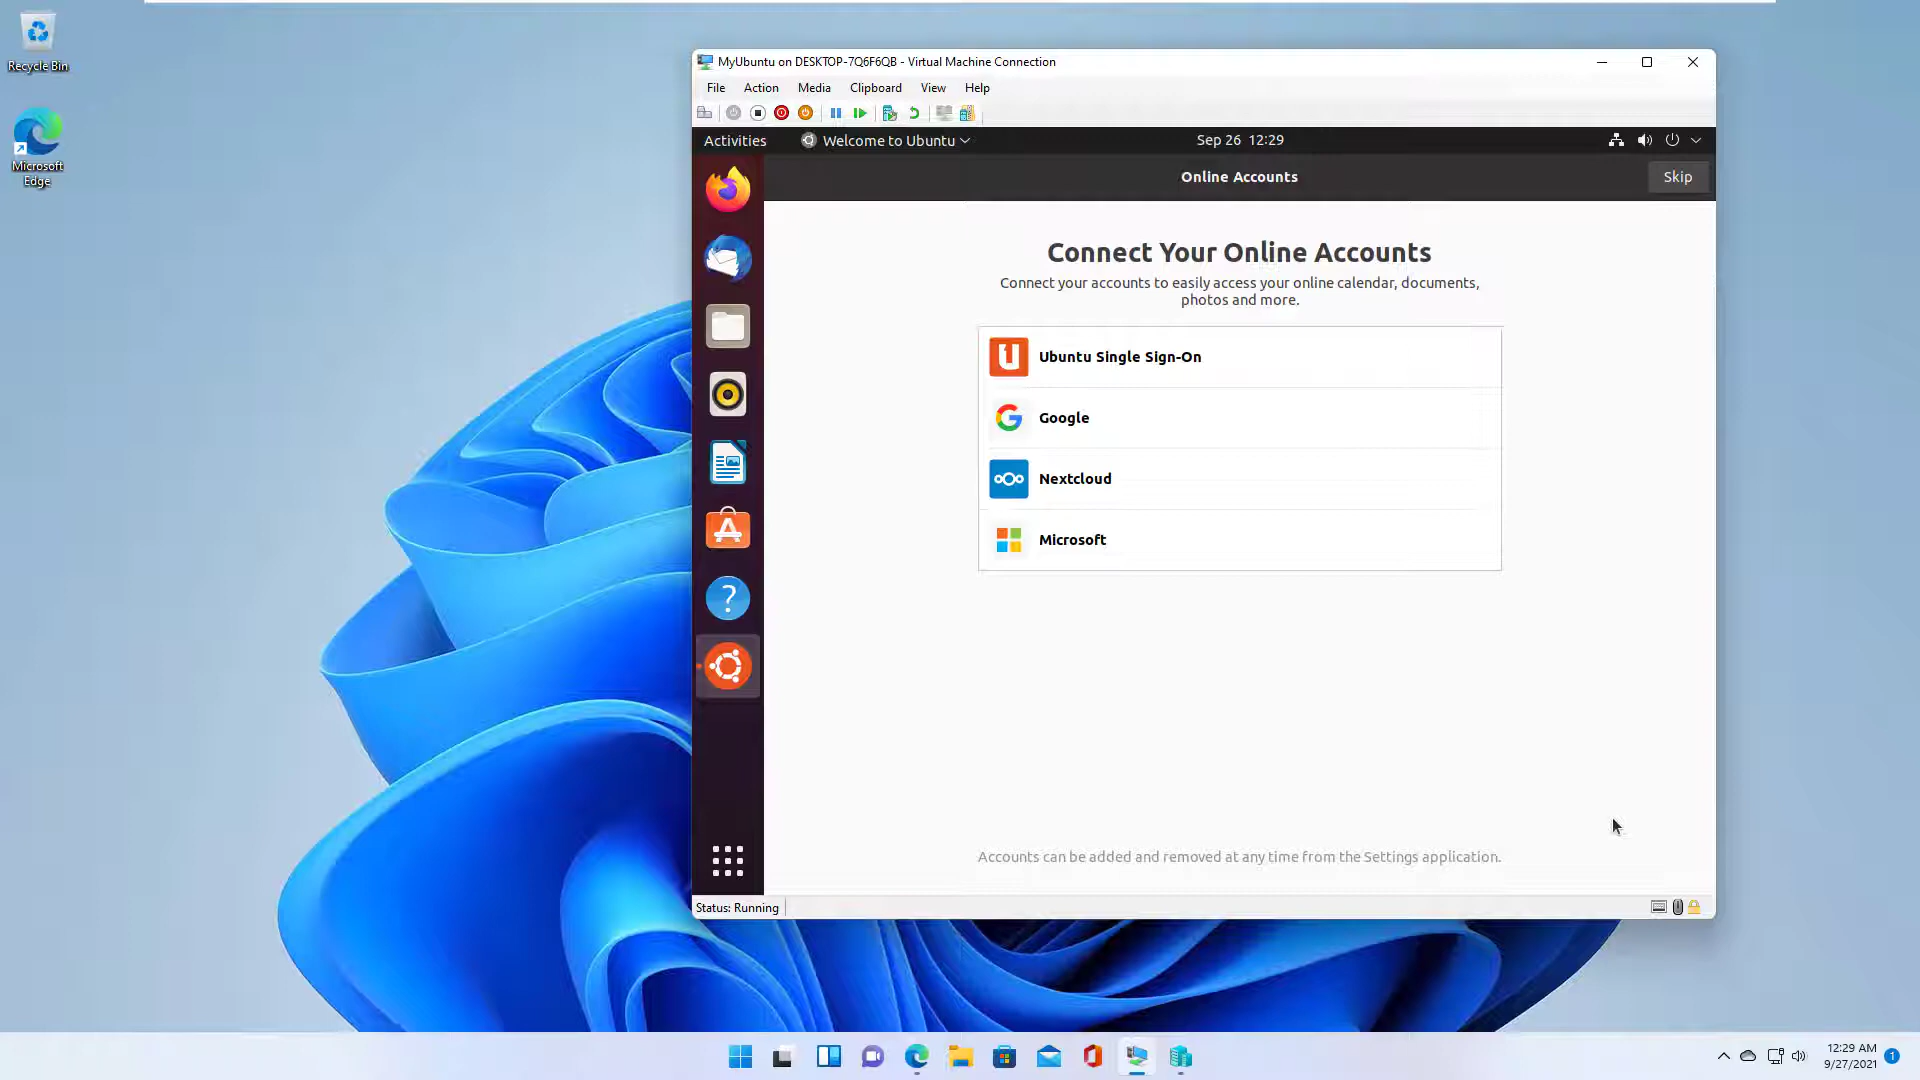 Recycle Bin
Microsoft
Edge
MyUbuntu on DESKTOP-7Q6F6QB - Virtual Machine Connection
File Action Media Clipboard View Help
Activities Welcome to Ubuntu Sep 26 12:29
Online Accounts Skip
Connect Your Online Accounts
Connect your accounts to easily access your online calendar, documents,
photos and more.
Ubuntu Single Sign-On
Google
Nextcloud
Microsoft
Accounts can be added and removed at any time from the Settings application.
Status: Running
12:29 AM
9/27/2021 1